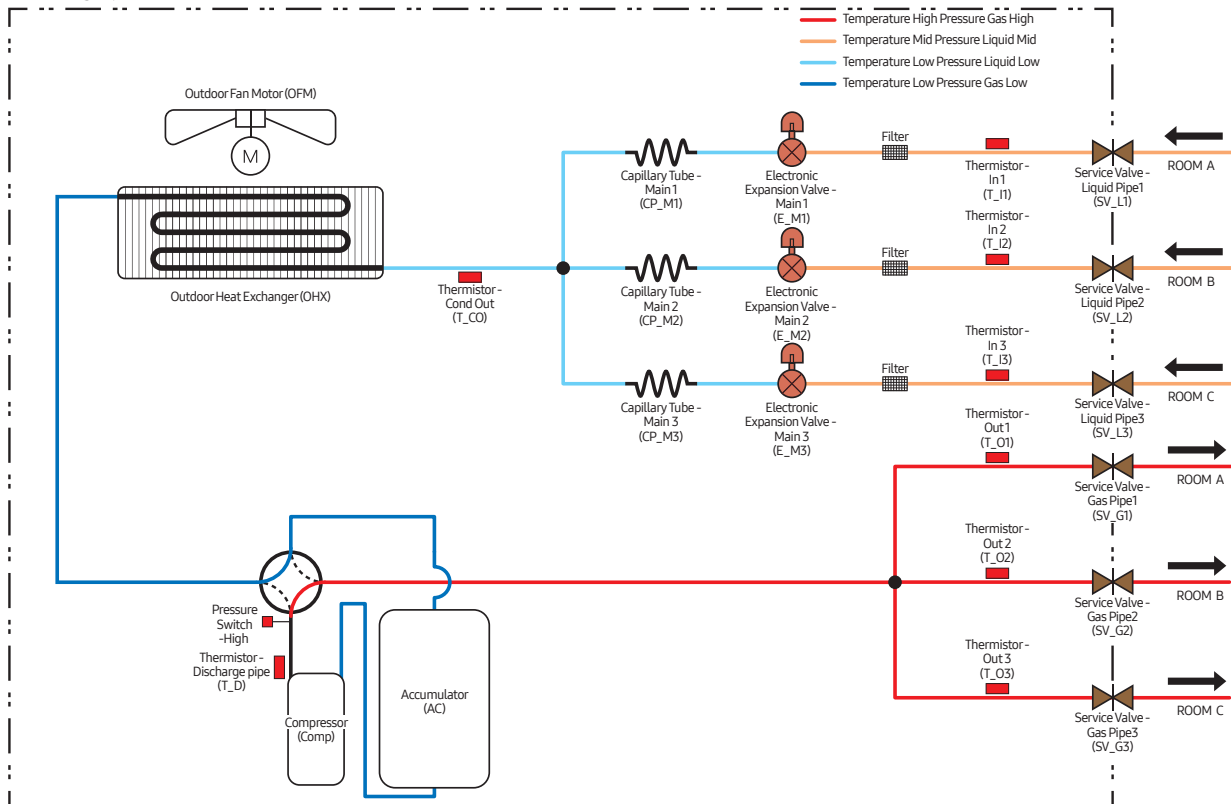 Temperature High Pressure Gas High
Temperature Mid Pressure Liquid Mid
Temperature Low Pressure Liquid Low
Temperature Low Pressure Gas Low
Outdoor Fan Motor (OFM)
M
Outdoor Heat Exchanger (OHX)
Thermistor -
Cond Out
(T_CO)
Capillary Tube -
Main 1
(CP_M1)
Electronic
Expansion Valve -
Main 1
(E_M1)
Filter
Thermistor-
In 1
(T_I1)
Service Valve -
Liquid Pipe1
(SV_L1)
ROOM A
Capillary Tube -
Main 2
(CP_M2)
Electronic
Expansion Valve -
Main 2
(E_M2)
Filter
Thermistor-
In 2
(T_I2)
Service Valve -
Liquid Pipe2
(SV_L2)
ROOM B
Capillary Tube -
Main 3
(CP_M3)
Electronic
Expansion Valve -
Main 3
(E_M3)
Filter
Thermistor-
In 3
(T_I3)
Service Valve -
Liquid Pipe3
(SV_L3)
ROOM C
Thermistor-
Out 1
(T_O1)
Service Valve -
Gas Pipe1
(SV_G1)
ROOM A
Thermistor -
Out 2
(T_O2)
Service Valve -
Gas Pipe2
(SV_G2)
ROOM B
Thermistor -
Out 3
(T_O3)
Service Valve -
Gas Pipe3
(SV_G3)
ROOM C
Pressure
Switch
-High
Thermistor -
Discharge pipe
(T_D)
Compressor
(Comp)
Accumulator
(AC)